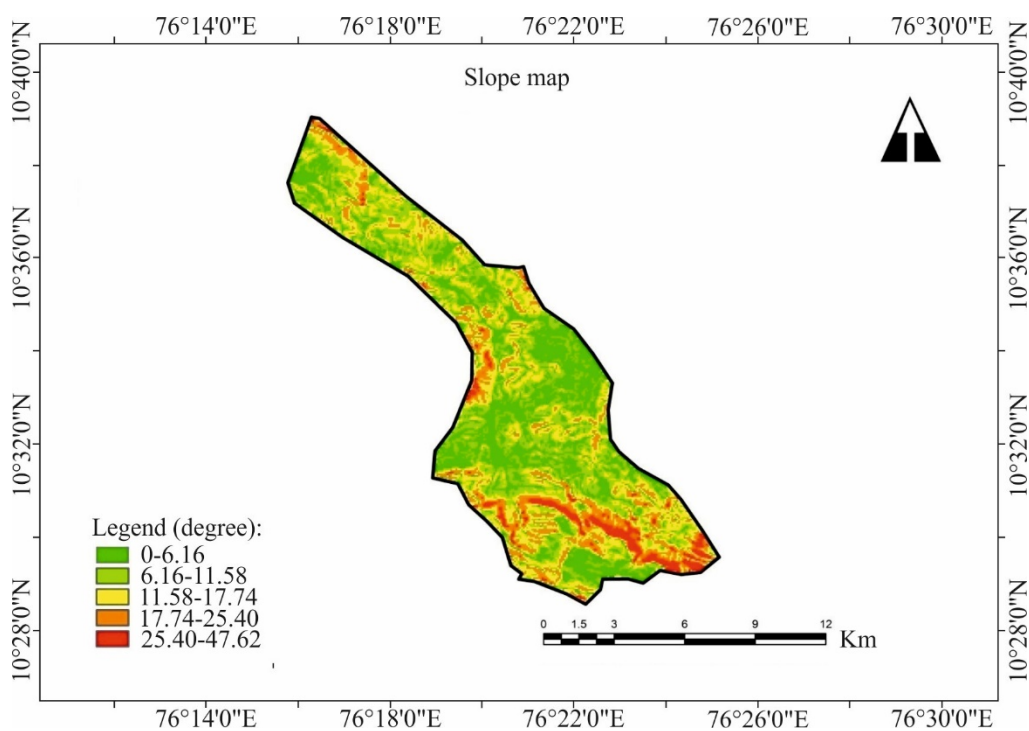 76°14'0"E 76°18'0"E 76°22'0"E 76°26'0"E 76°30'0"E
Slope map
10°40'0"N 10°40'0"N
10°36'0"N 10°36'0"N
10°32'0"N 10°32'0"N
10°28'0"N 10°28'0"N
Legend (degree):
0-6.16
6.16-11.58
11.58-17.74
17.74-25.40
25.40-47.62
0 1.5 3 6 9 12
Km
76°14'0"E 76°18'0"E 76°22'0"E 76°26'0"E 76°30'0"E